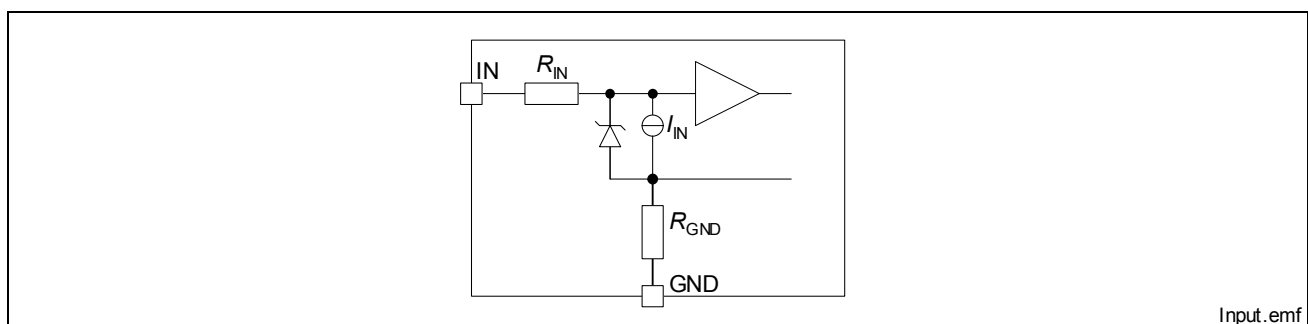 IN
R_IN
I_IN
R_GND
GND
Input.emf